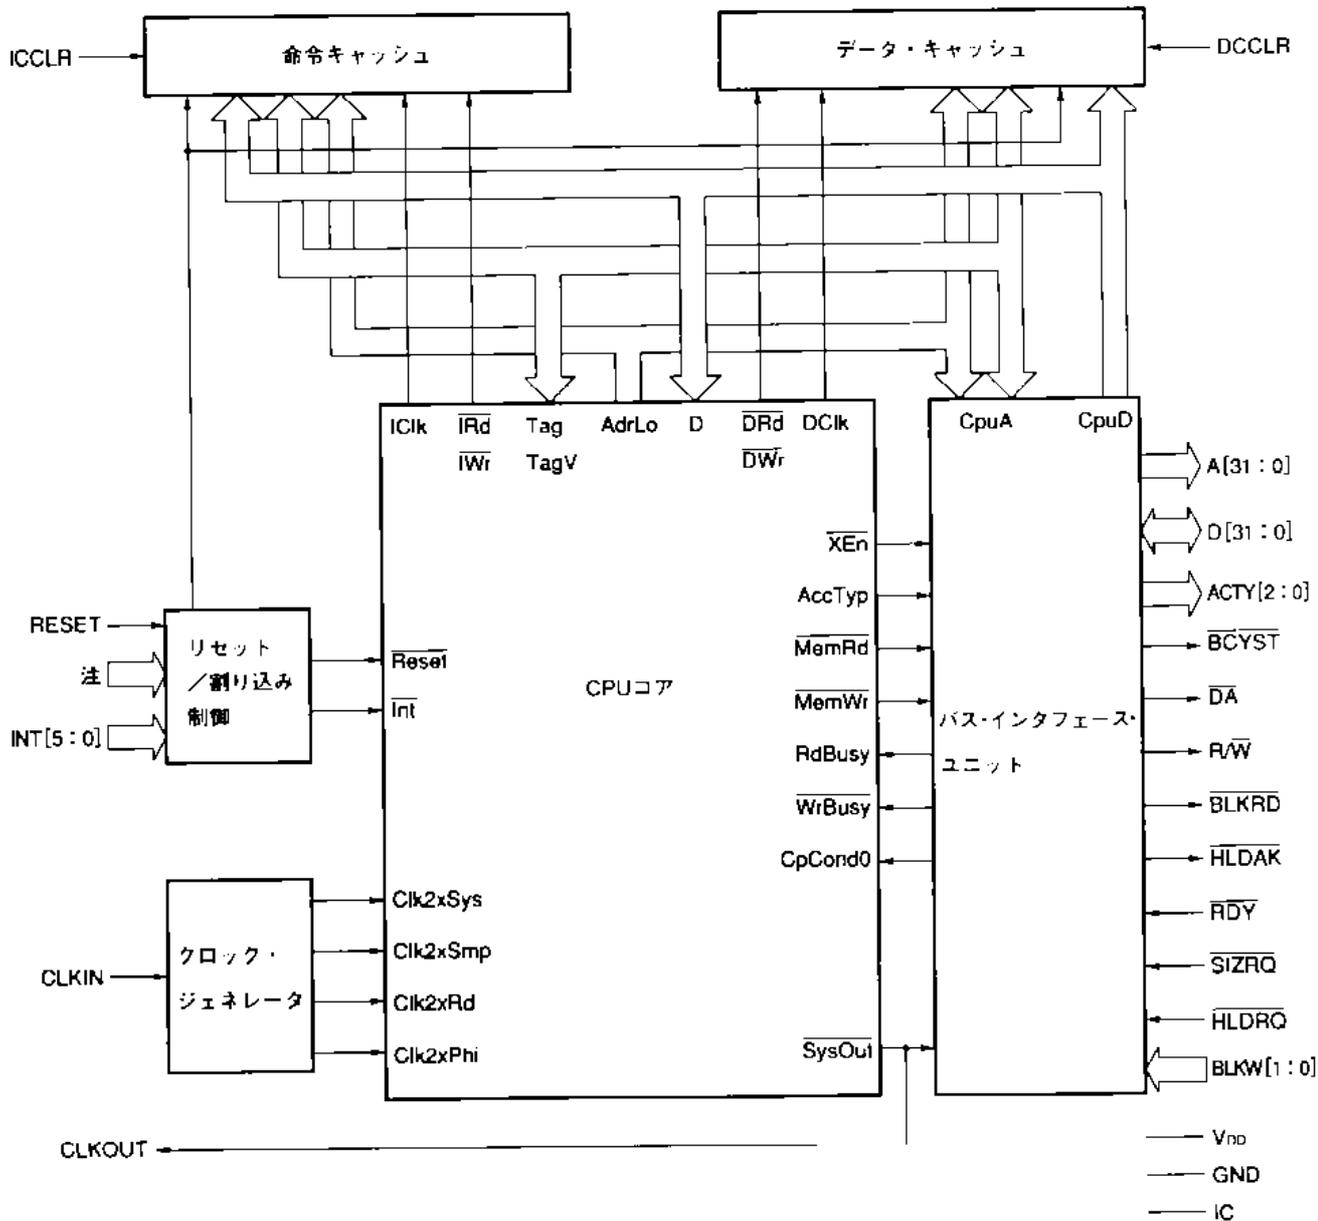 ICCLR
命令キャッシュ
データ・キャッシュ
DCCLR
IClk
IRd
Tag
AdrLo
D
DRd
DClk
IWr
TagV
DWr
CpuA
CpuD
A[31:0]
XEn
D[31:0]
AccTyp
ACTY[2:0]
RESET
注
INT[5:0]
リセット
/割り込み
制御
Reset
Int
CPUコア
MemRd
BCYST
MemWr
DA
バス・インタフェース・
ユニット
RdBusy
R/W
WrBusy
BLKRD
CpCond0
HLDAK
RDY
SIZRQ
HLDRQ
BLKW[1:0]
CLKIN
クロック・
ジェネレータ
Clk2xSys
Clk2xSmp
Clk2xRd
Clk2xPhi
SysOut
CLKOUT
VDD
GND
IC